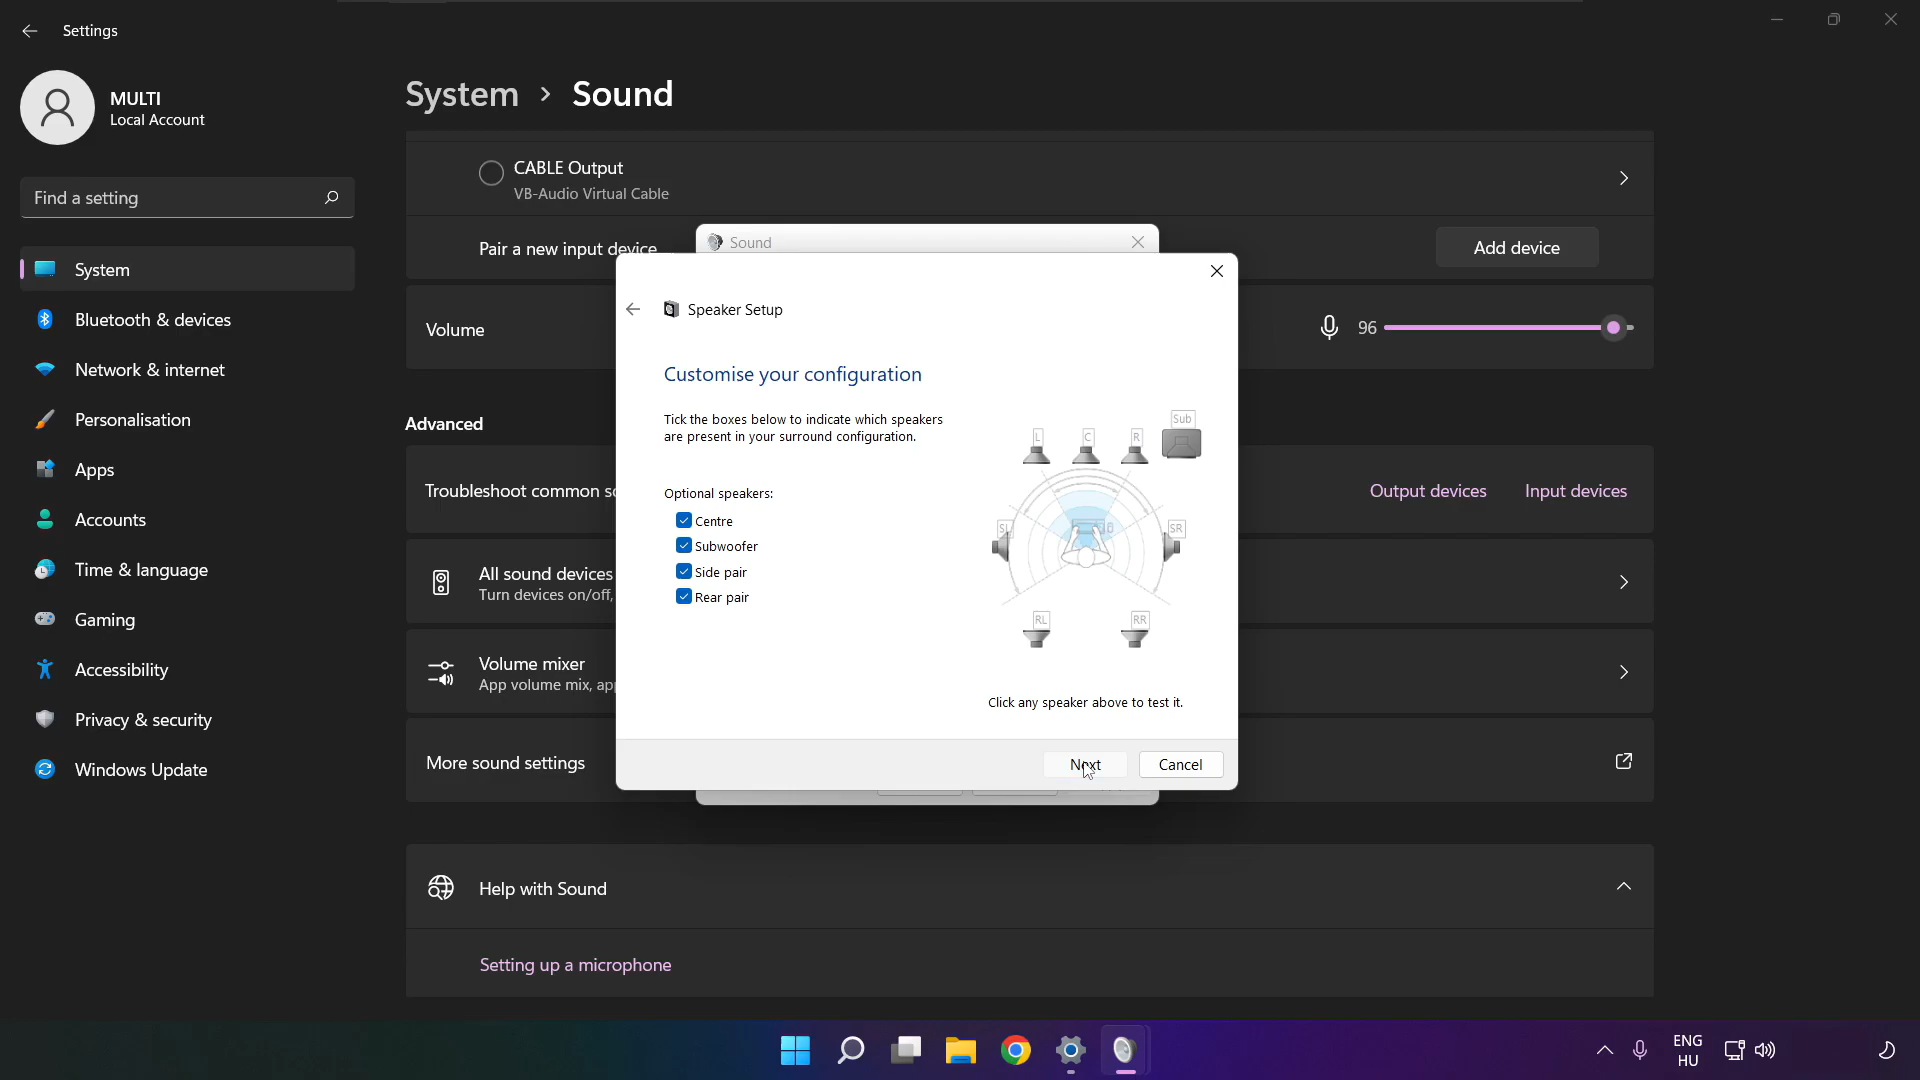 Settings
MULTI
Local Account
Find a setting
System
Bluetooth & devices
Network & internet
Personalisation
Apps
Accounts
Time & language
Gaming
Accessibility
Privacy & security
Windows Update
System > Sound
CABLE Output
VB-Audio Virtual Cable
Pair a new input device
Add device
Volume
96
Advanced
Troubleshoot common so
Output devices
Input devices
All sound devices
Turn devices on/off,
Volume mixer
App volume mix, app
More sound settings
Help with Sound
Setting up a microphone
Sound
Speaker Setup
Customise your configuration
Tick the boxes below to indicate which speakers
are present in your surround configuration.
Optional speakers:
Centre
Subwoofer
Side pair
Rear pair
L
C
R
Sub
SL
SR
RL
RR
Click any speaker above to test it.
Next
Cancel
ENG
HU